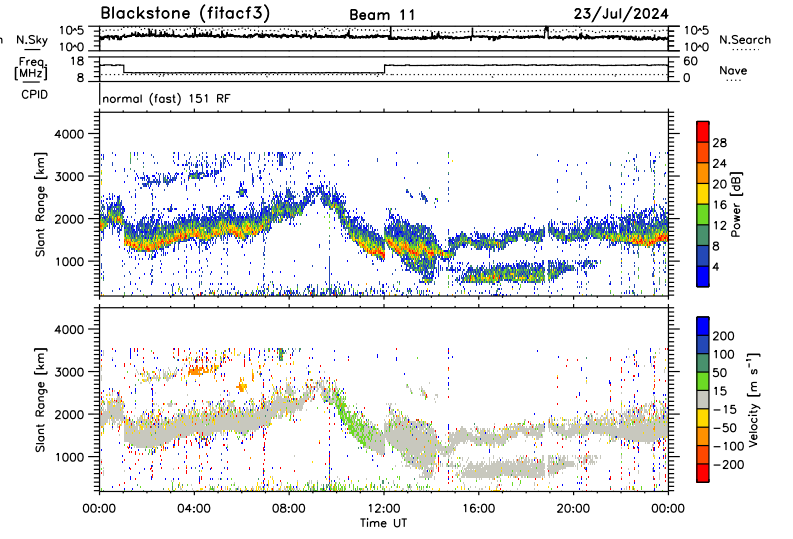 Blackstone (fitacf3) Beam 11 23/Jul/2024
N.Sky 10^5 10^0 10^5 10^0 N.Search
Freq. [MHz] 18 8 60 0 Nave
CPID normal (fast) 151 RF
Slant Range [km] 4000 3000 2000 1000
28 24 20 16 12 8 4 Power [dB]
Slant Range [km] 4000 3000 2000 1000
200 100 50 15 −15 −50 −100 −200 Velocity [m s⁻¹]
00:00 04:00 08:00 12:00 16:00 20:00 00:00
Time UT